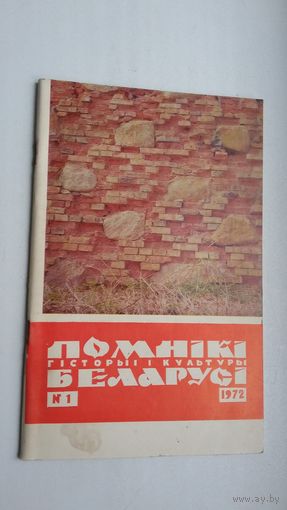 ПОМНІКІ
ГІСТОРЫІ І КУЛЬТУРЫ
БЕЛАРУСІ
№1
1972
www.ay.by